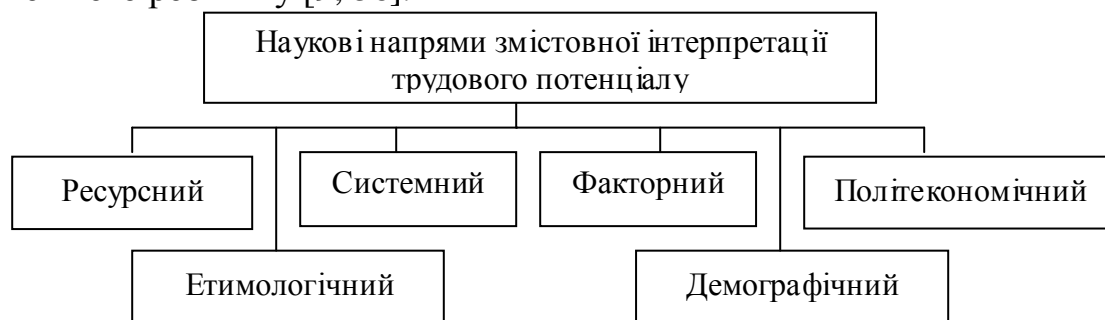 Наукові напрями змістовної інтерпретації
трудового потенціалу
Ресурсний
Системний
Факторний
Політекономічний
Етимологічний
Демографічний